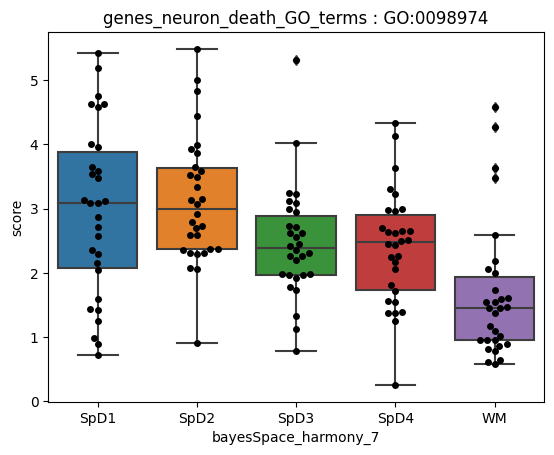 genes_neuron_death_GO_terms : GO:0098974
score
5
4
3
2
1
0
SpD1 SpD2 SpD3 SpD4 WM
bayesSpace_harmony_7